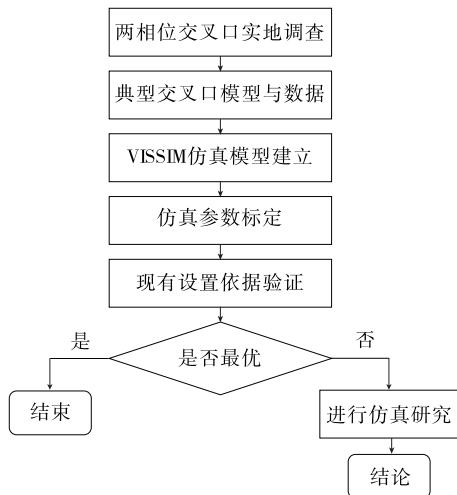 两相位交叉口实地调查
典型交叉口模型与数据
VISSIM仿真模型建立
仿真参数标定
现有设置依据验证
是
否
是否最优
结束
进行仿真研究
结论